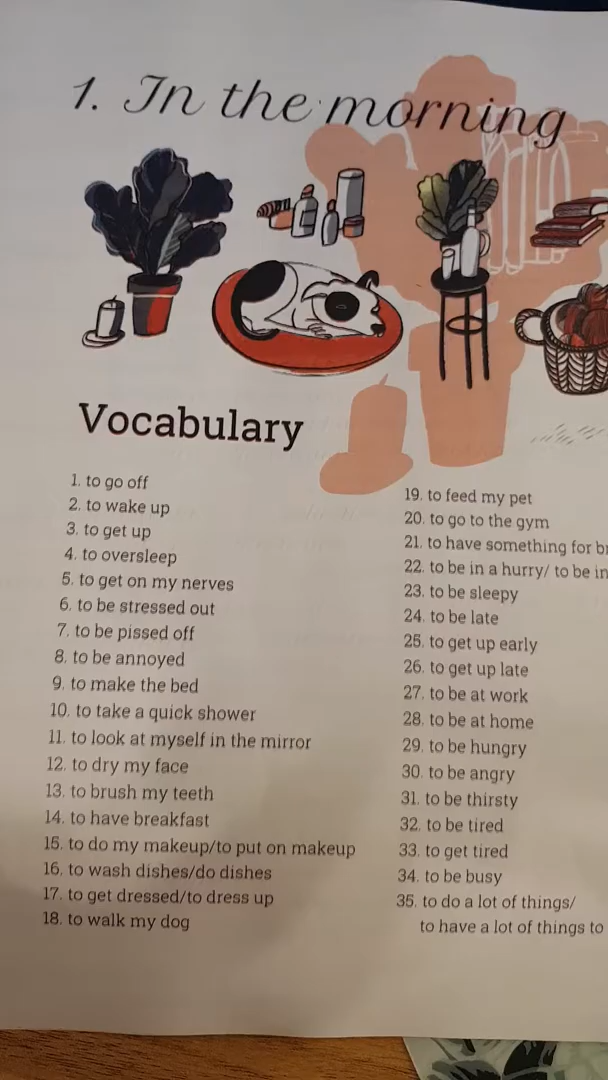 1. In the morning
Vocabulary
1. to go off
2. to wake up
3. to get up
4. to oversleep
5. to get on my nerves
6. to be stressed out
7. to be pissed off
8. to be annoyed
9. to make the bed
10. to take a quick shower
11. to look at myself in the mirror
12. to dry my face
13. to brush my teeth
14. to have breakfast
15. to do my makeup/to put on makeup
16. to wash dishes/do dishes
17. to get dressed/to dress up
18. to walk my dog
19. to feed my pet
20. to go to the gym
21. to have something for
22. to be in a hurry/ to be in
23. to be sleepy
24. to be late
25. to get up early
26. to get up late
27. to be at work
28. to be at home
29. to be hungry
30. to be angry
31. to be thirsty
32. to be tired
33. to get tired
34. to be busy
35. to do a lot of things/
to have a lot of things to